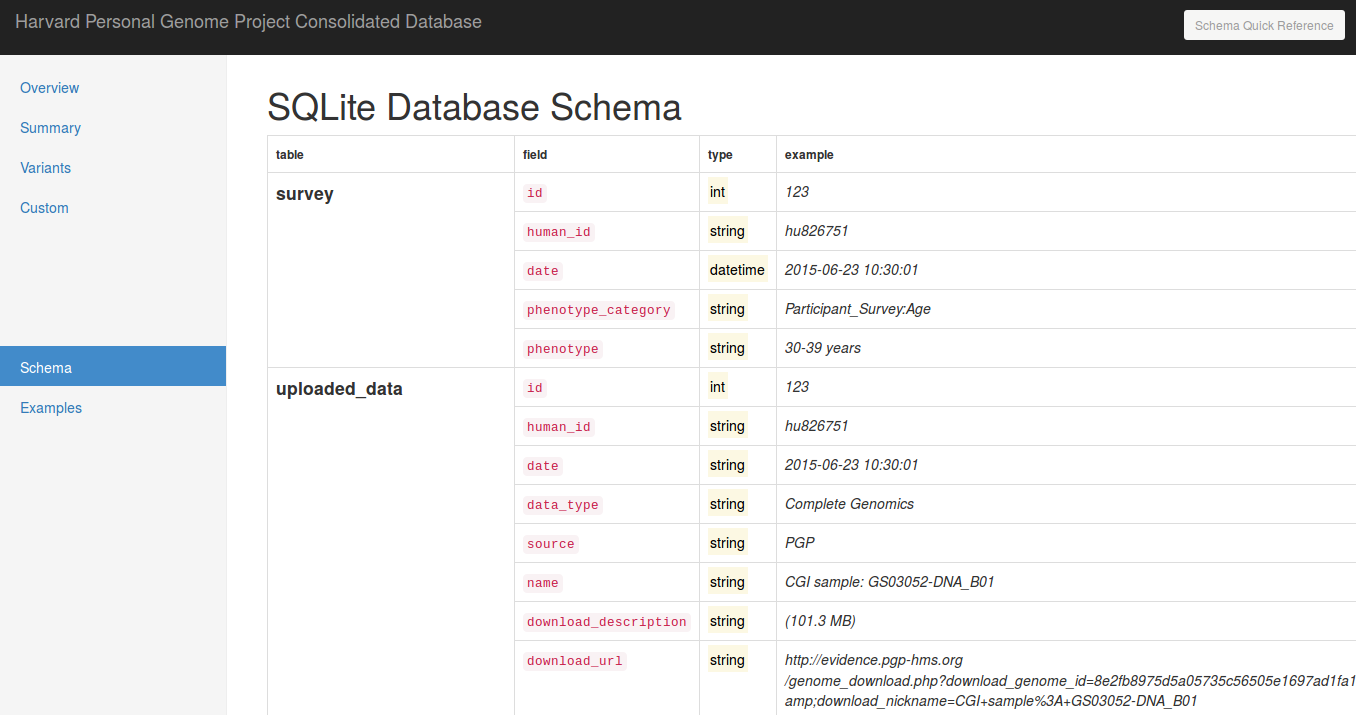 Harvard Personal Genome Project Consolidated Database
Schema Quick Reference
Overview
Summary
Variants
Custom
Schema
Examples
SQLite Database Schema
table field type example
survey id int 123
human_id string hu826751
date datetime 2015-06-23 10:30:01
phenotype_category string Participant_Survey:Age
phenotype string 30-39 years
uploaded_data id int 123
human_id string hu826751
date string 2015-06-23 10:30:01
data_type string Complete Genomics
source string PGP
name string CGI sample: GS03052-DNA_B01
download_description string (101.3 MB)
download_url string http://evidence.pgp-hms.org
/genome_download.php?download_genome_id=8e2fb8975d5a05735c56505e1697ad1fa1
amp;download_nickname=CGI+sample%3A+GS03052-DNA_B01